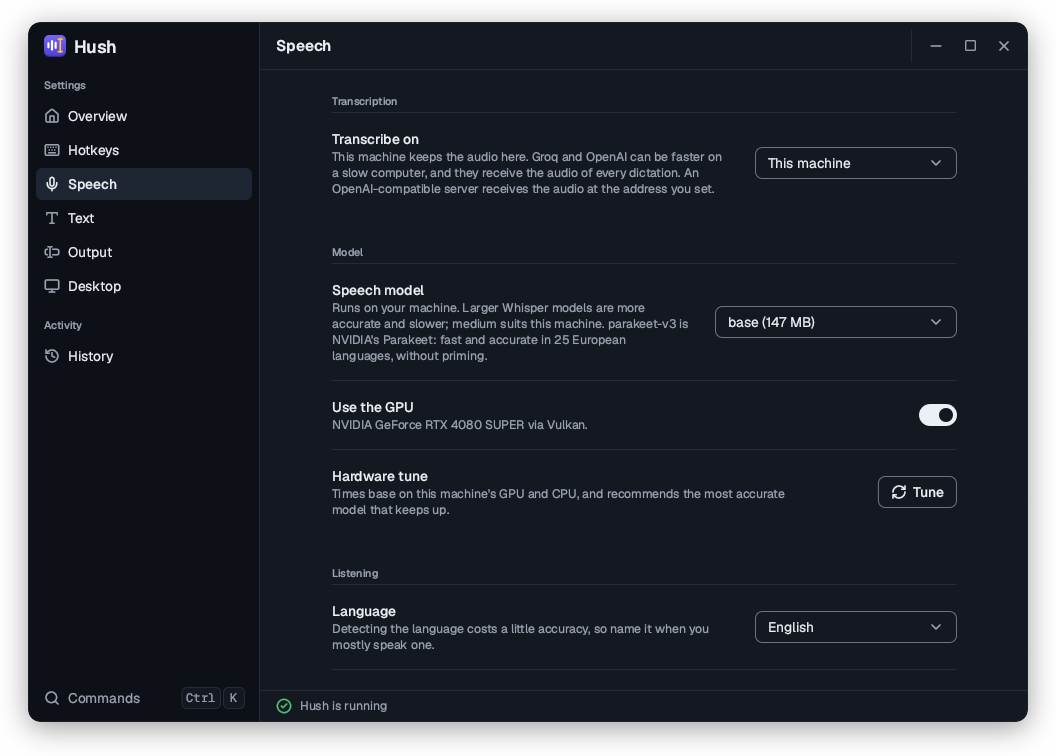 Hush
Settings
Overview
Hotkeys
Speech
Text
Output
Desktop
Activity
History
Commands
Ctrl K
Speech
Transcription
Transcribe on
This machine keeps the audio here. Groq and OpenAI can be faster on
a slow computer, and they receive the audio of every dictation. An
OpenAI-compatible server receives the audio at the address you set.
This machine
Model
Speech model
Runs on your machine. Larger Whisper models are more
accurate and slower; medium suits this machine. parakeet-v3 is
NVIDIA's Parakeet: fast and accurate in 25 European
languages, without priming.
base (147 MB)
Use the GPU
NVIDIA GeForce RTX 4080 SUPER via Vulkan.
Hardware tune
Times base on this machine's GPU and CPU, and recommends the most accurate
model that keeps up.
Tune
Listening
Language
Detecting the language costs a little accuracy, so name it when you
mostly speak one.
English
Hush is running